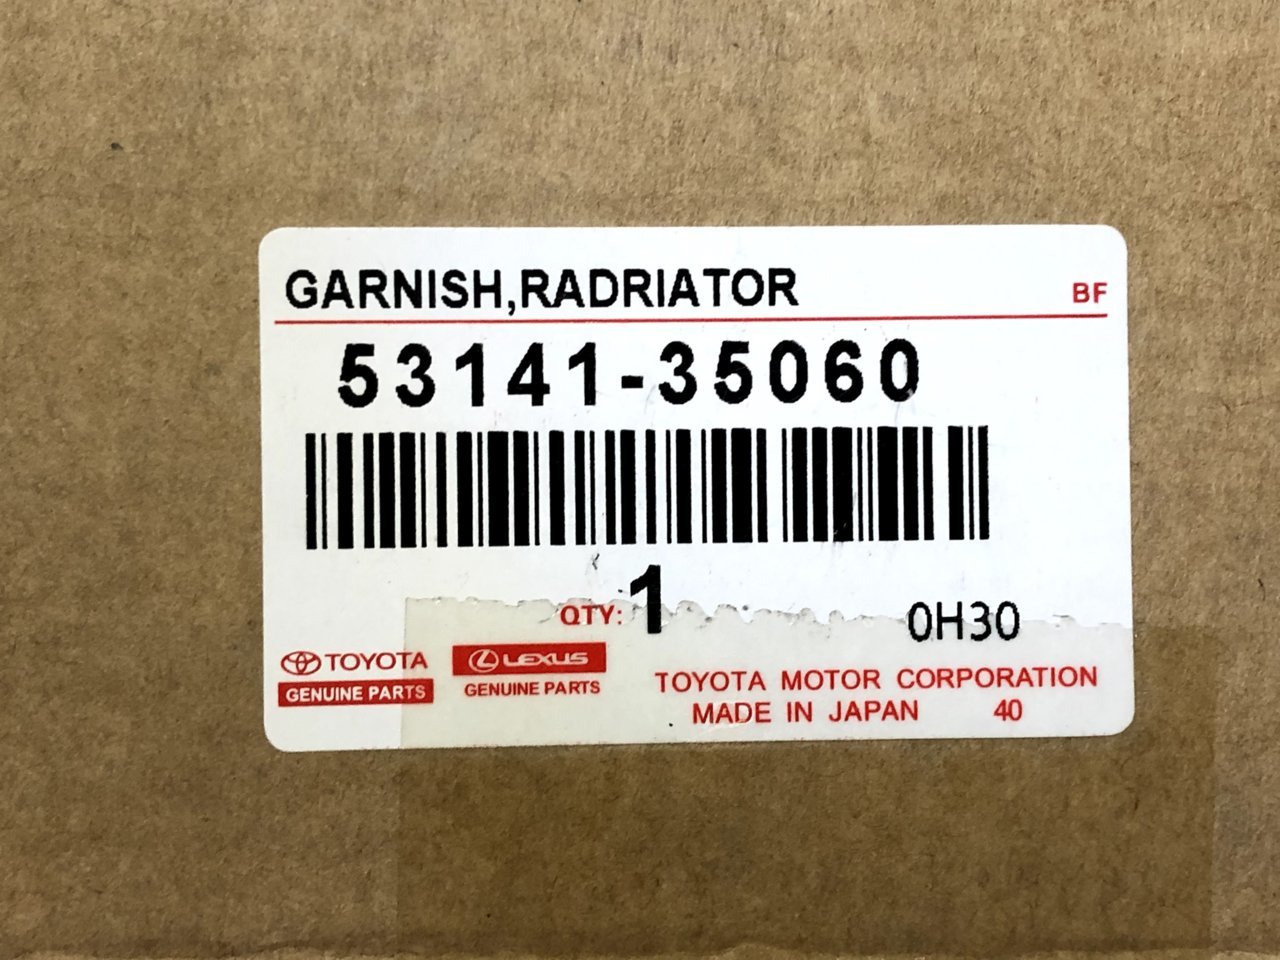 GARNISH,RADRIATOR BF
53141-35060
QTY: 1 0H30
TOYOTA LEXUS
GENUINE PARTS GENUINE PARTS
TOYOTA MOTOR CORPORATION
MADE IN JAPAN 40